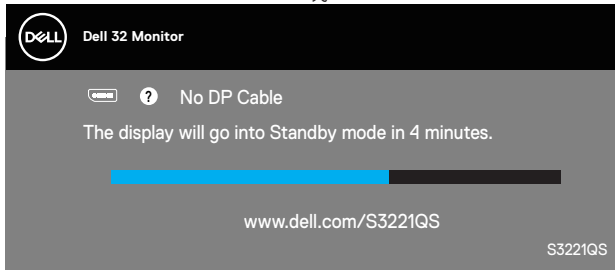 DELL
Dell 32 Monitor
? No DP Cable
The display will go into Standby mode in 4 minutes.
www.dell.com/S3221QS
S3221QS